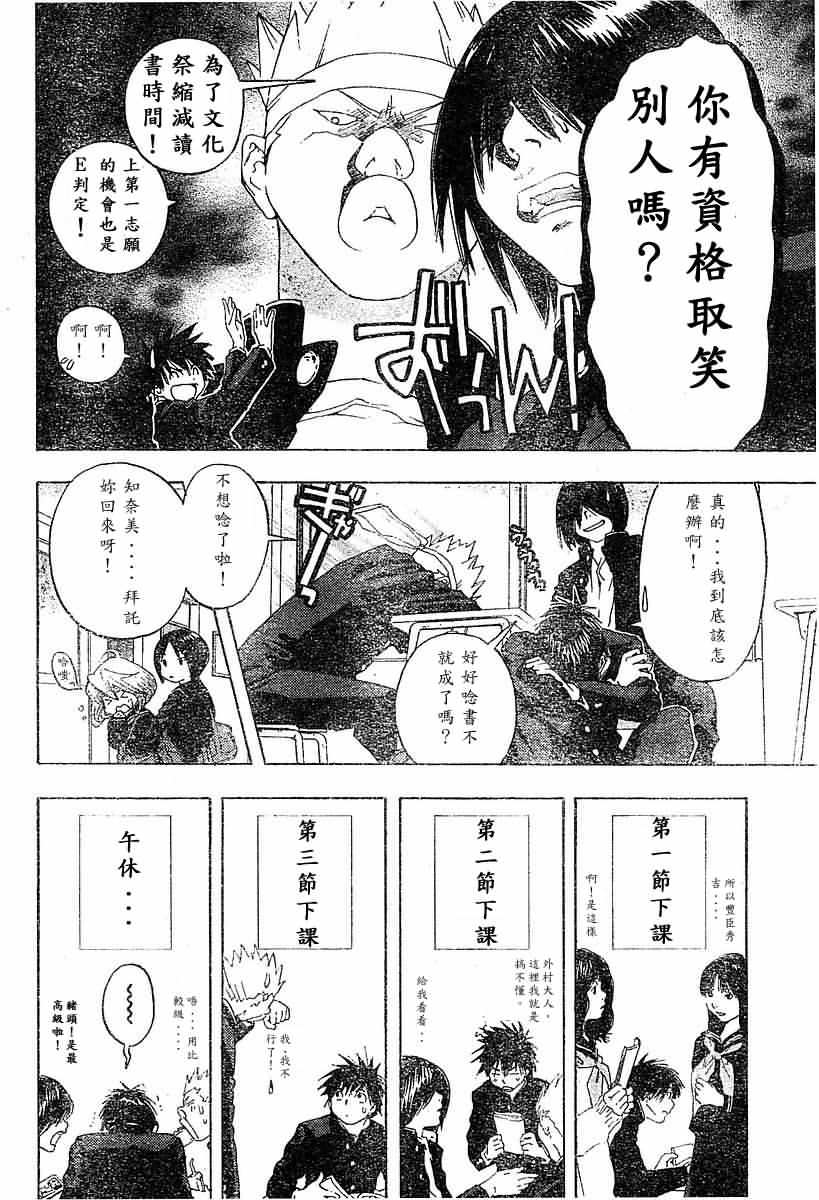 你有資格取笑
別人嗎？
為了文化
祭縮減讀
書時間！
上第一志願
的機會也是
E判定！
啊！
啊！
真的...我到底該怎
麼辦啊！
好好唸書不
就成了嗎？
不想唸了啦！
知奈美....拜託
妳回來呀！
第一節下課
所以豐臣秀
吉....
啊！是這樣
第二節下課
外村大人，
這裡我就是
搞不懂。
給我看看..
第三節下課
我.我不
行了！
午休...
唔...用比
較級....
豬頭！是最
高級啦！